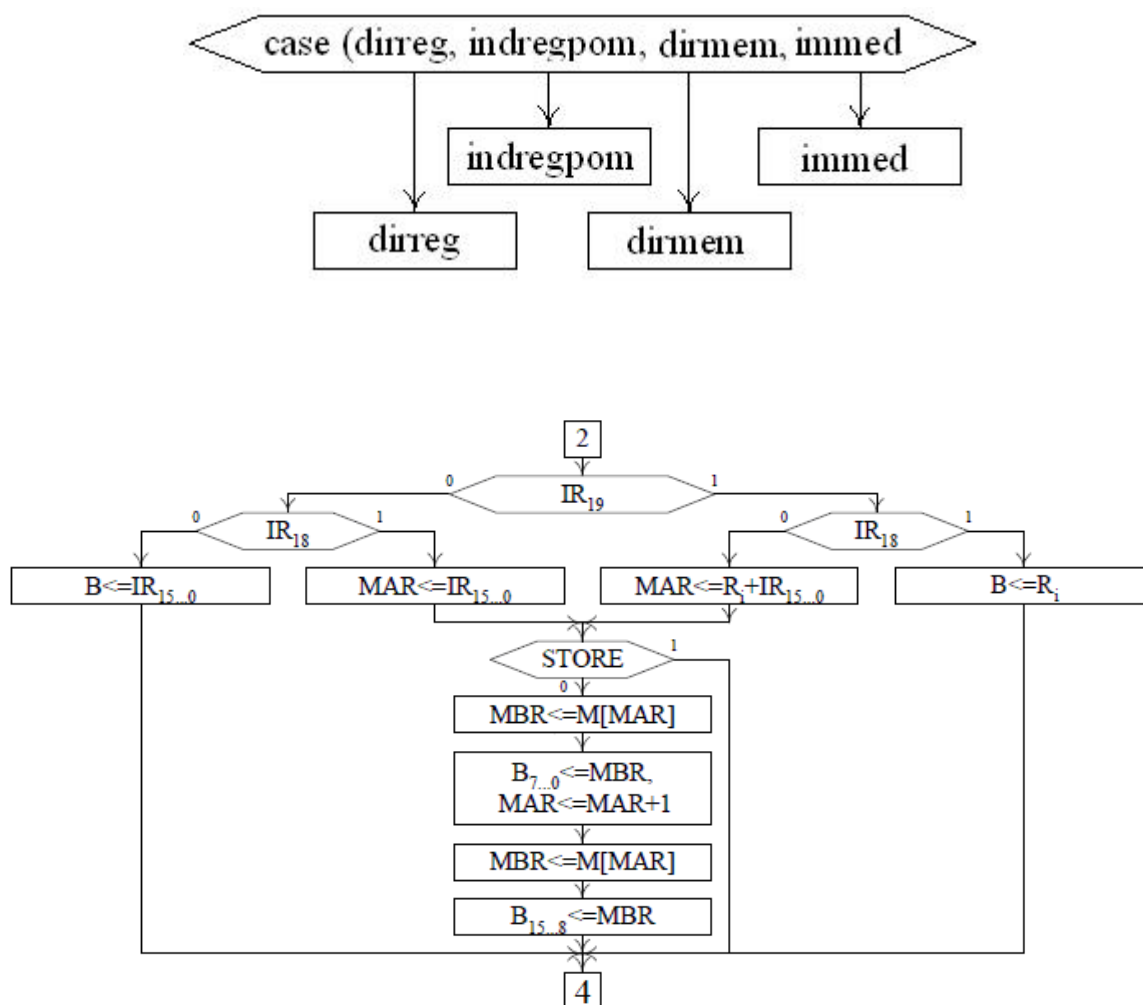 case (dirreg, indregpom, dirmem, immed
indregpom
immed
dirreg
dirmem
2
0
IR19
1
0
IR18
1
0
IR18
1
B<=IR15...0
MAR<=IR15...0
MAR<=Ri+IR15...0
B<=Ri
STORE
1
0
MBR<=M[MAR]
B7...0<=MBR,
MAR<=MAR+1
MBR<=M[MAR]
B15...8<=MBR
4